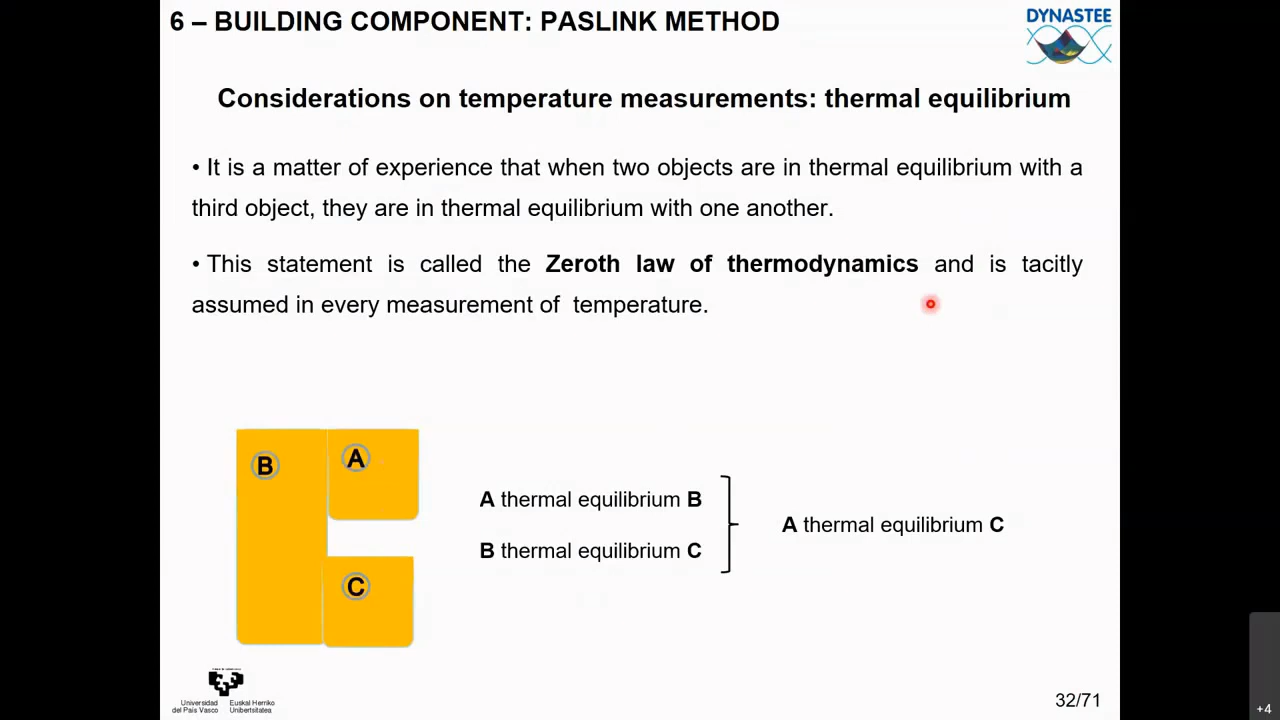 6 – BUILDING COMPONENT: PASLINK METHOD
DYNASTEE
Considerations on temperature measurements: thermal equilibrium
• It is a matter of experience that when two objects are in thermal equilibrium with a
third object, they are in thermal equilibrium with one another.
• This statement is called the Zeroth law of thermodynamics and is tacitly
assumed in every measurement of temperature.
B
A
C
A thermal equilibrium B
B thermal equilibrium C
A thermal equilibrium C
Universidad
del País Vasco
Euskal Herriko
Unibertsitatea
32/71
+4